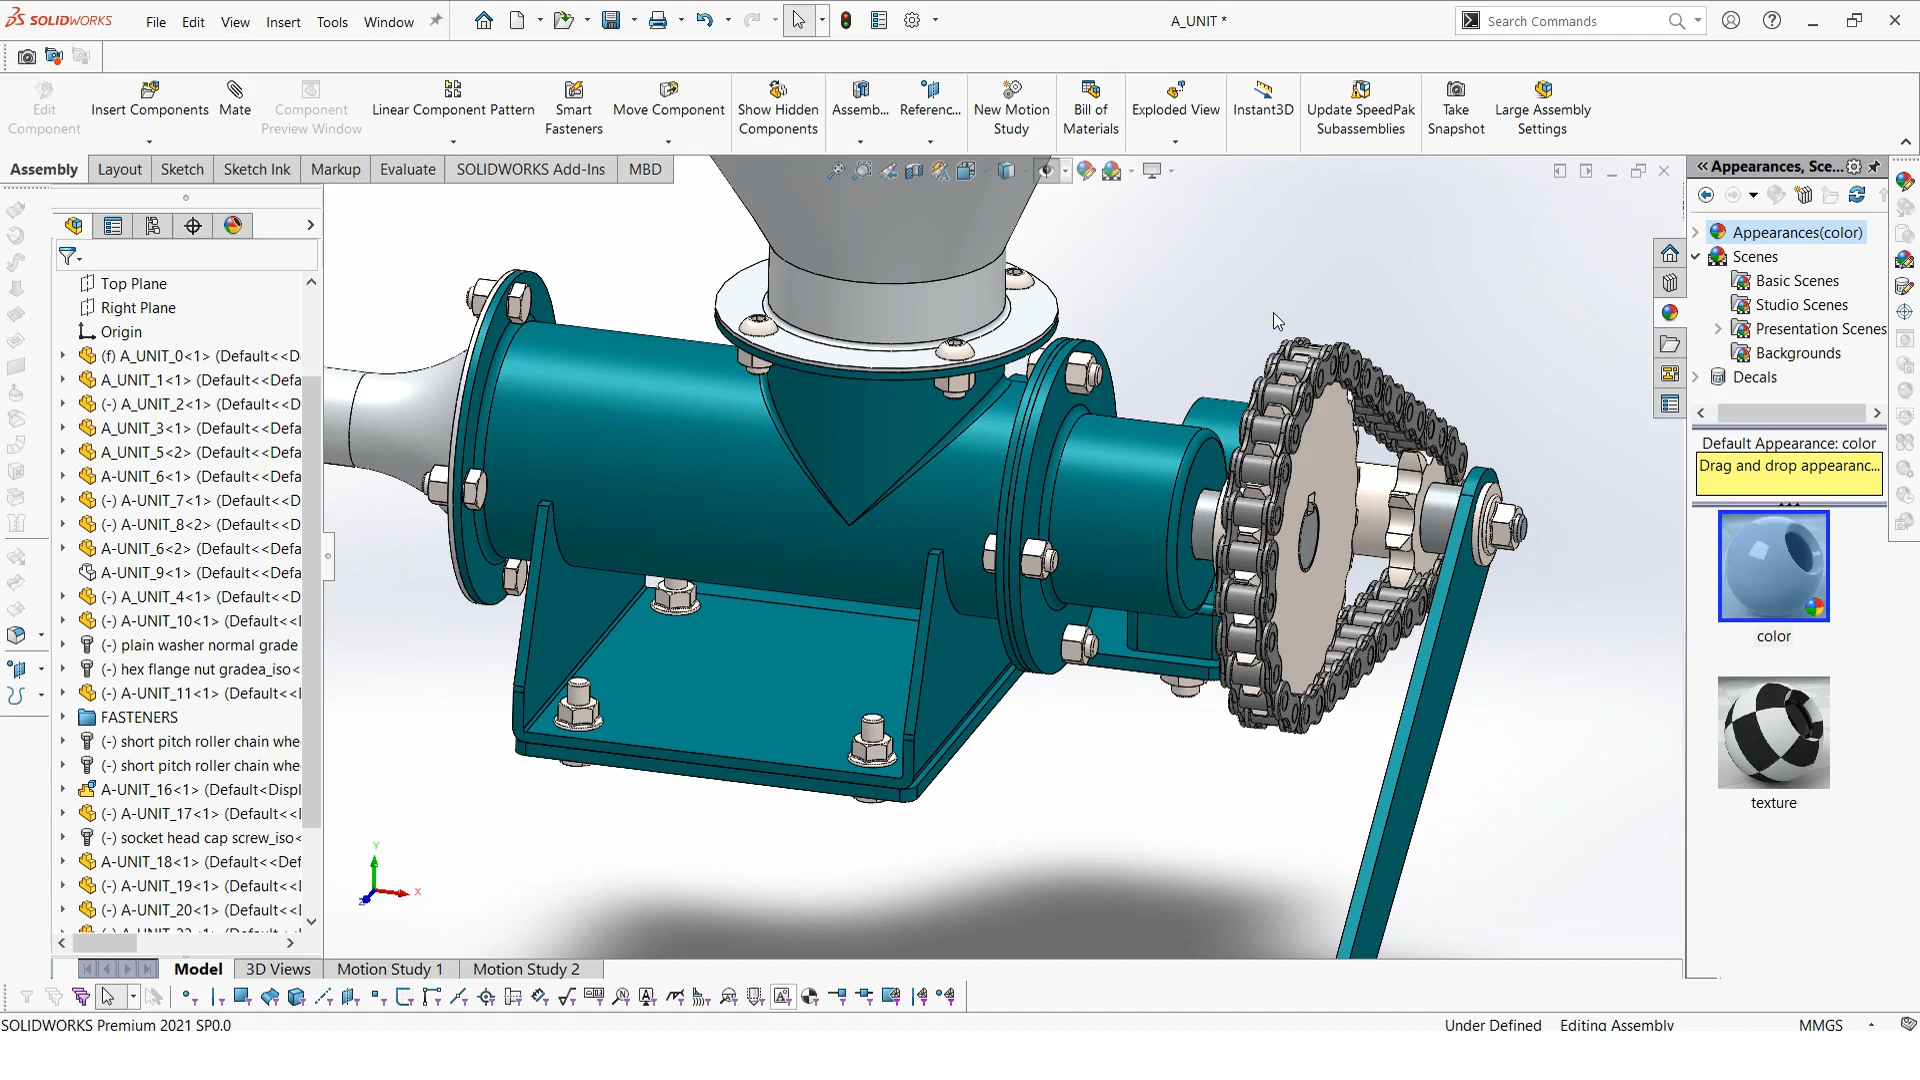 SOLIDWORKS File Edit View Insert Tools Window A_UNIT * Search Commands
Edit Component
Insert Components
Mate
Component Preview Window
Linear Component Pattern
Smart Fasteners
Move Component
Show Hidden Components
Assemb...
Referenc...
New Motion Study
Bill of Materials
Exploded View
Instant3D
Update SpeedPak Subassemblies
Take Snapshot
Large Assembly Settings
Assembly Layout Sketch Sketch Ink Markup Evaluate SOLIDWORKS Add-Ins MBD
Top Plane
Right Plane
Origin
(f) A_UNIT_0<1> (Default<<D
A_UNIT_1<1> (Default<<Defa
(-) A_UNIT_2<1> (Default<<D
A_UNIT_3<1> (Default<<Defa
A_UNIT_5<2> (Default<<Defa
A-UNIT_6<1> (Default<<Defa
(-) A-UNIT_7<1> (Default<<D
(-) A-UNIT_8<2> (Default<<D
A-UNIT_6<2> (Default<<Defa
A-UNIT_9<1> (Default<<Defa
(-) A_UNIT_4<1> (Default<<D
(-) A-UNIT_10<1> (Default<<
(-) plain washer normal grade
(-) hex flange nut gradea_iso<
(-) A-UNIT_11<1> (Default<<
FASTENERS
(-) short pitch roller chain whe
(-) short pitch roller chain whe
A-UNIT_16<1> (Default<Displ
(-) A-UNIT_17<1> (Default<<
(-) socket head cap screw_iso<
A-UNIT_18<1> (Default<<Def
(-) A-UNIT_19<1> (Default<<
(-) A-UNIT_20<1> (Default<<
Y
X
Z
Appearances, Sce...
Appearances(color)
Scenes
Basic Scenes
Studio Scenes
Presentation Scenes
Backgrounds
Decals
Default Appearance: color
Drag and drop appearanc...
color
texture
Model 3D Views Motion Study 1 Motion Study 2
SOLIDWORKS Premium 2021 SP0.0 Under Defined Editing Assembly MMGS